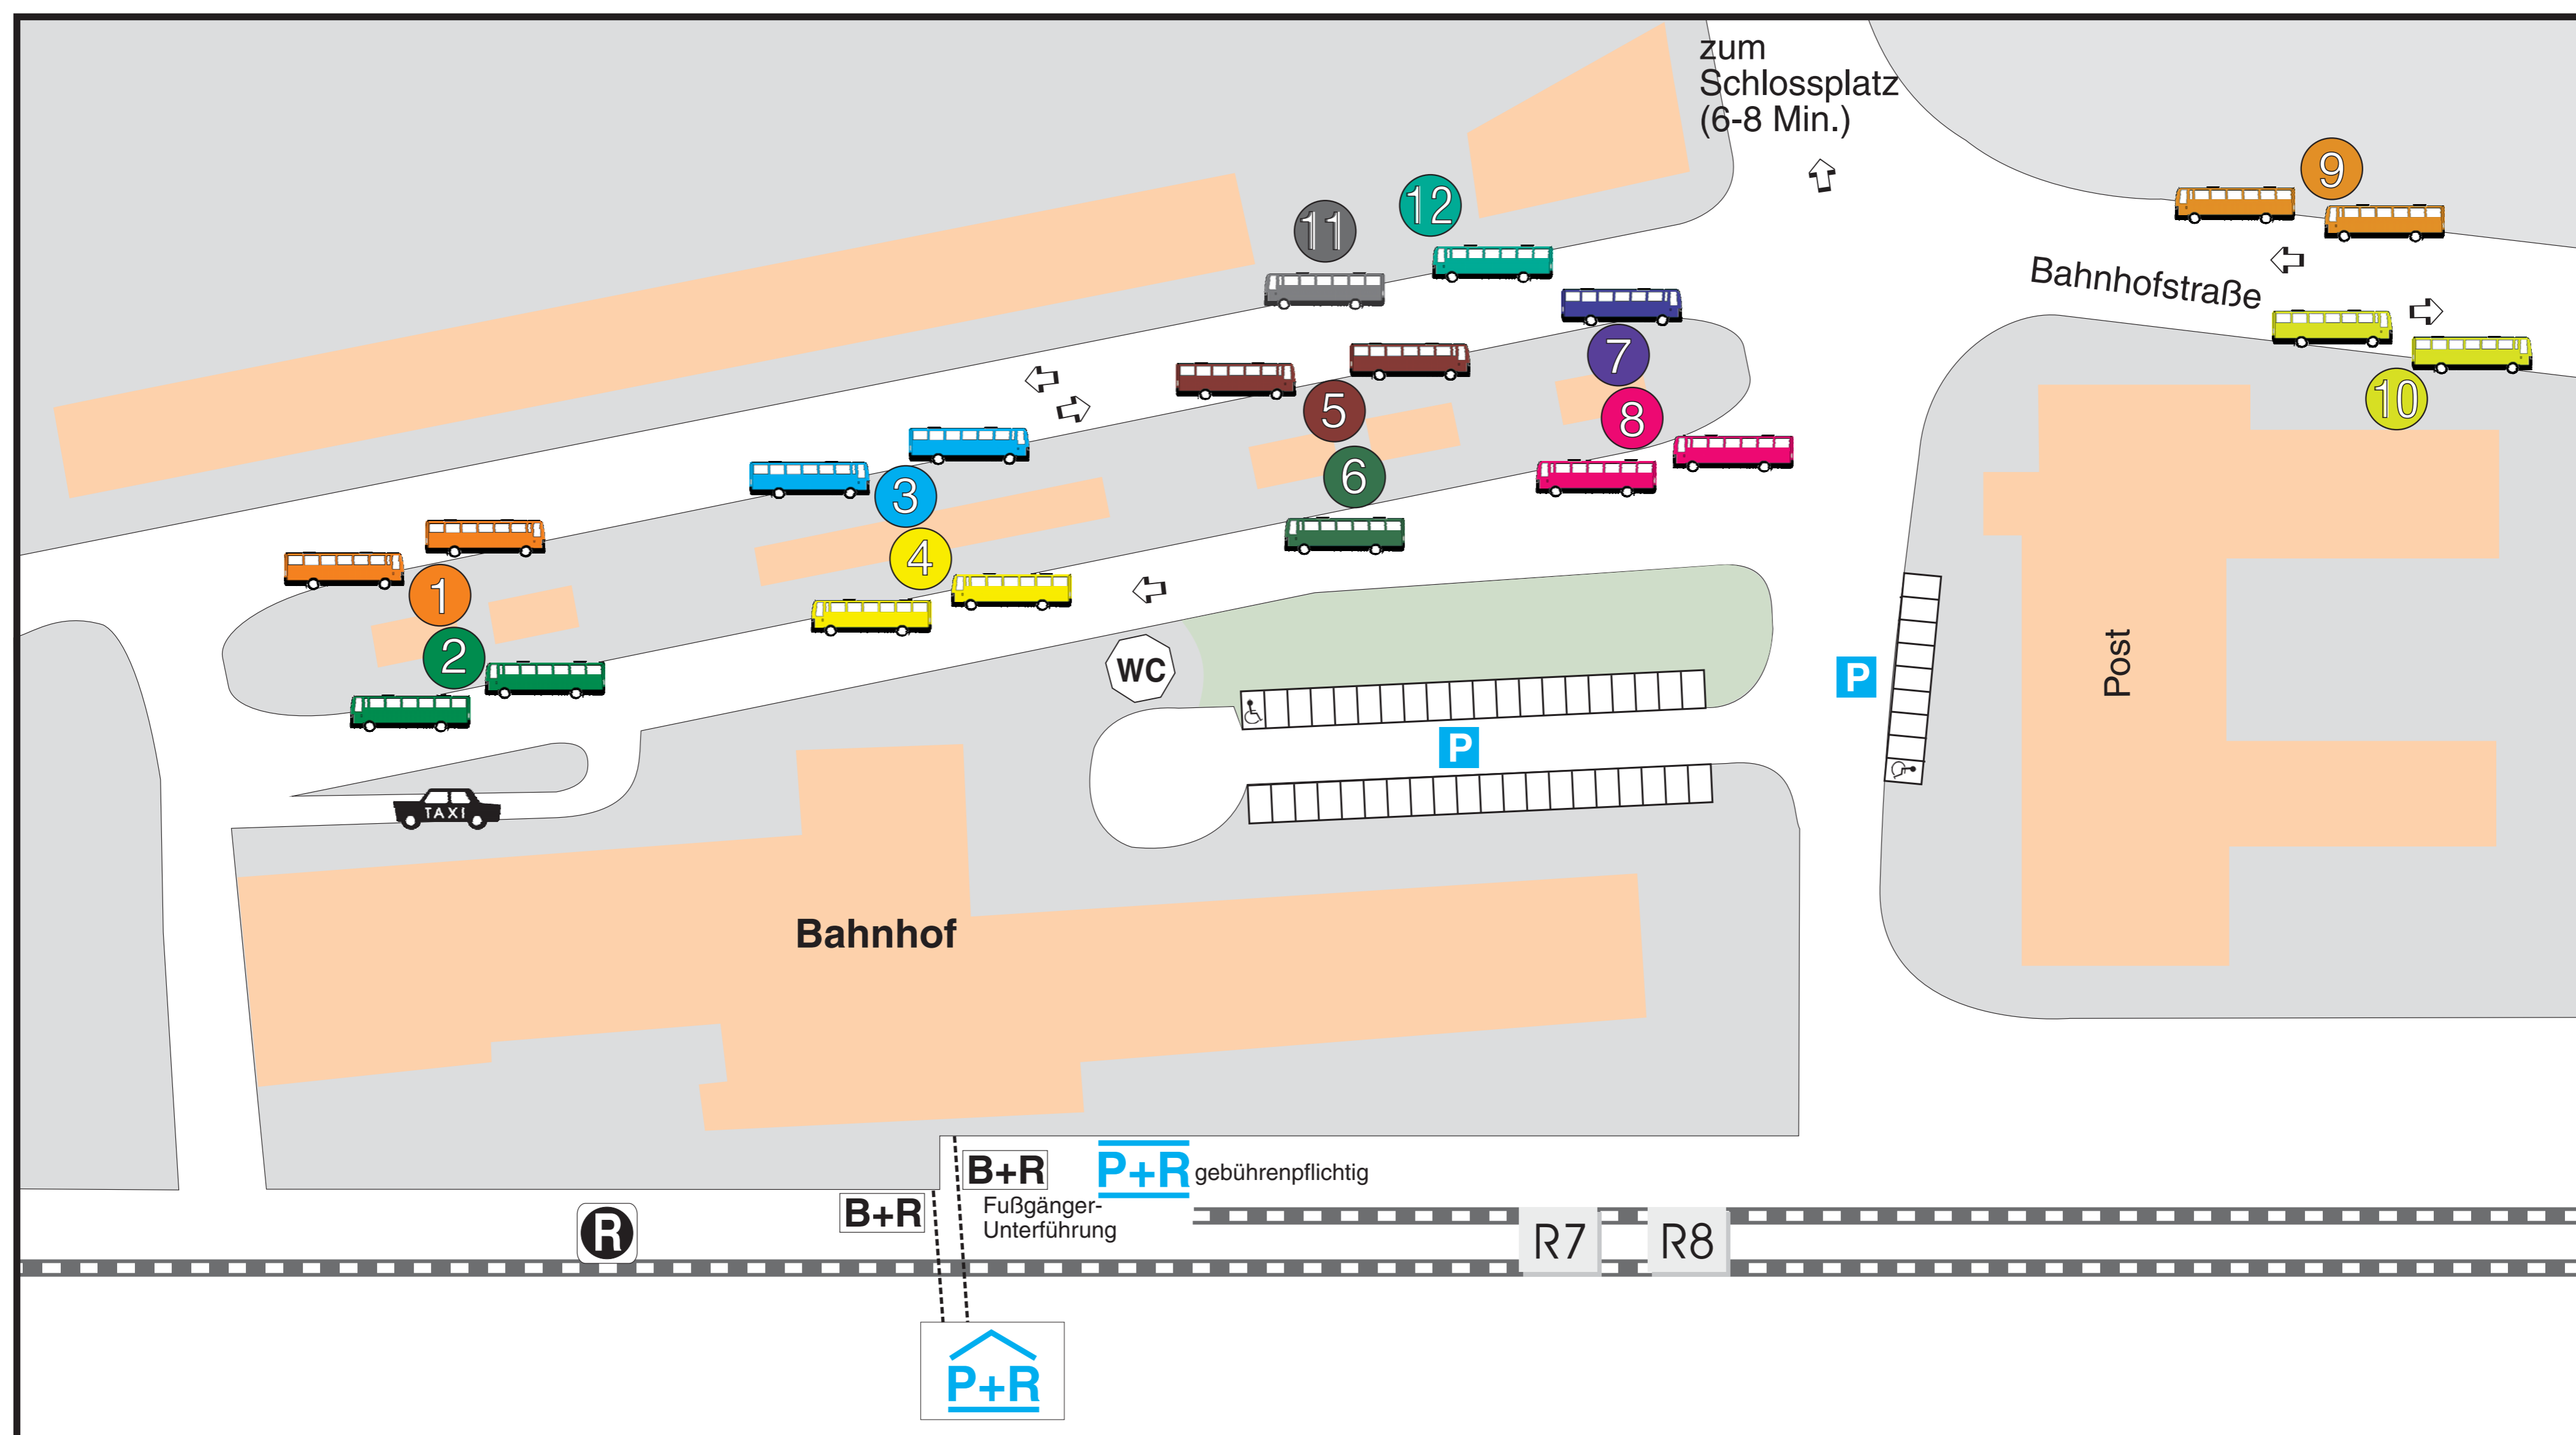 zum
Schlossplatz
(6-8 Min.)
9
12
11
Bahnhofstraße
7
10
5
8
3
6
4
1
2
WC
P
Post
P
TAXI
Bahnhof
B+R
P+R gebührenpflichtig
B+R
Fußgänger-
Unterführung
R
R7
R8
P+R